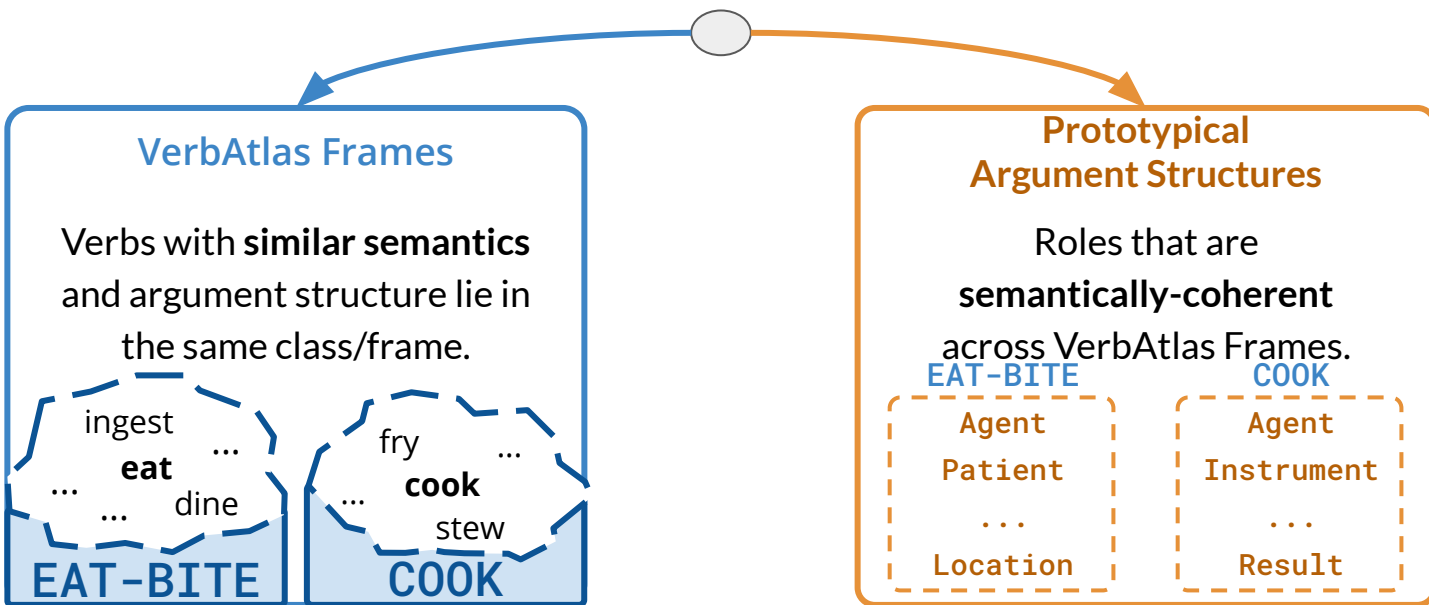 VerbAtlas Frames
Verbs with similar semantics
and argument structure lie in
the same class/frame.
ingest
...
eat
...
dine
...
EAT-BITE
fry
...
cook
...
stew
COOK
Prototypical
Argument Structures
Roles that are
semantically-coherent
across VerbAtlas Frames.
EAT-BITE
Agent
Patient
...
Location
COOK
Agent
Instrument
...
Result